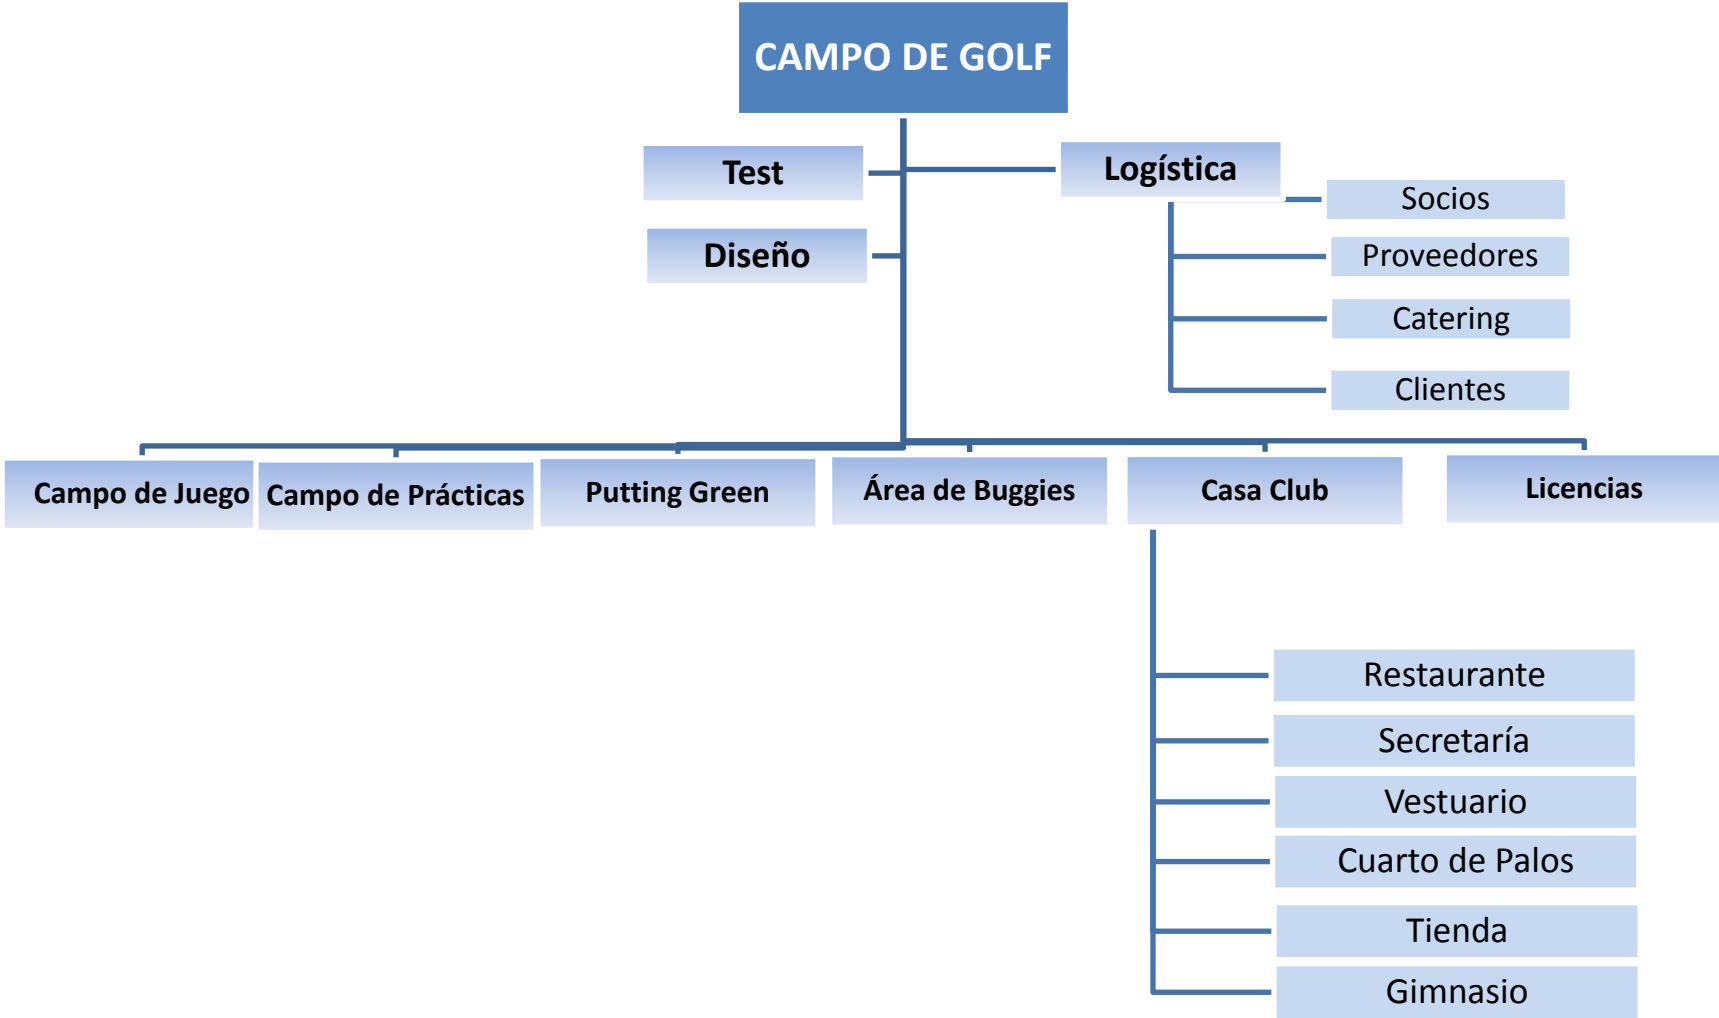 CAMPO DE GOLF
Test
Logística
Socios
Diseño
Proveedores
Catering
Clientes
Campo de Juego
Campo de Prácticas
Putting Green
Área de Buggies
Casa Club
Licencias
Restaurante
Secretaría
Vestuario
Cuarto de Palos
Tienda
Gimnasio